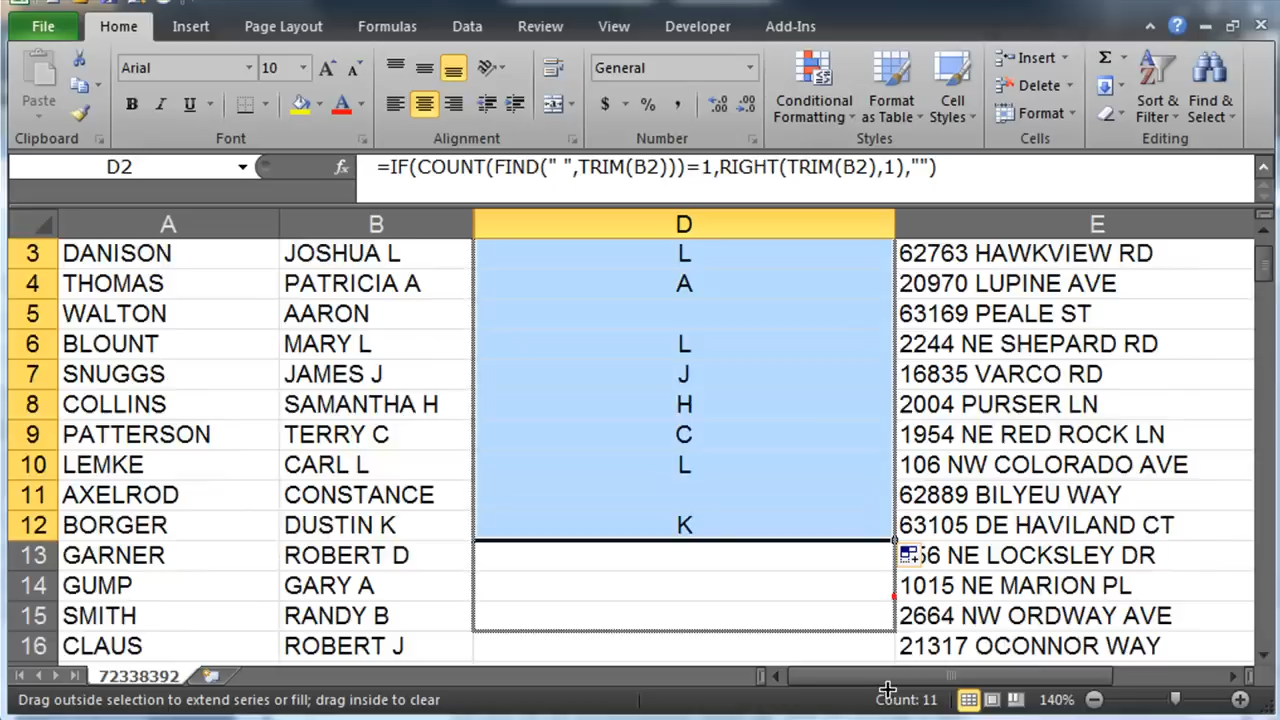 File Home Insert Page Layout Formulas Data Review View Developer Add-Ins
Arial 10 General Insert Σ
Paste B I U A $ % , Delete
Conditional Formatting Format as Table Cell Styles Format Sort & Filter Find & Select
Clipboard Font Alignment Number Styles Cells Editing
D2 fx =IF(COUNT(FIND(" ",TRIM(B2)))=1,RIGHT(TRIM(B2),1),"")
A B D E
3 DANISON JOSHUA L L 62763 HAWKVIEW RD
4 THOMAS PATRICIA A A 20970 LUPINE AVE
5 WALTON AARON 63169 PEALE ST
6 BLOUNT MARY L L 2244 NE SHEPARD RD
7 SNUGGS JAMES J J 16835 VARCO RD
8 COLLINS SAMANTHA H H 2004 PURSER LN
9 PATTERSON TERRY C C 1954 NE RED ROCK LN
10 LEMKE CARL L L 106 NW COLORADO AVE
11 AXELROD CONSTANCE 62889 BILYEU WAY
12 BORGER DUSTIN K K 63105 DE HAVILAND CT
13 GARNER ROBERT D NE LOCKSLEY DR
14 GUMP GARY A 1015 NE MARION PL
15 SMITH RANDY B 2664 NW ORDWAY AVE
16 CLAUS ROBERT J 21317 OCONNOR WAY
72338392
Drag outside selection to extend series or fill; drag inside to clear Count: 11 140%